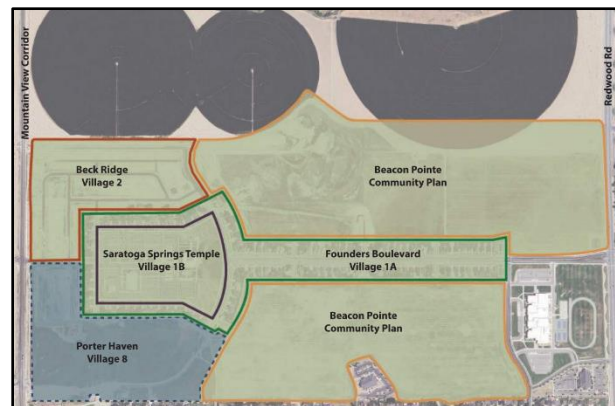 Mountain View Corridor
Redwood Rd
Beck Ridge
Village 2
Beacon Pointe
Community Plan
Saratoga Springs Temple
Village 1B
Founders Boulevard
Village 1A
Beacon Pointe
Community Plan
Porter Haven
Village 8